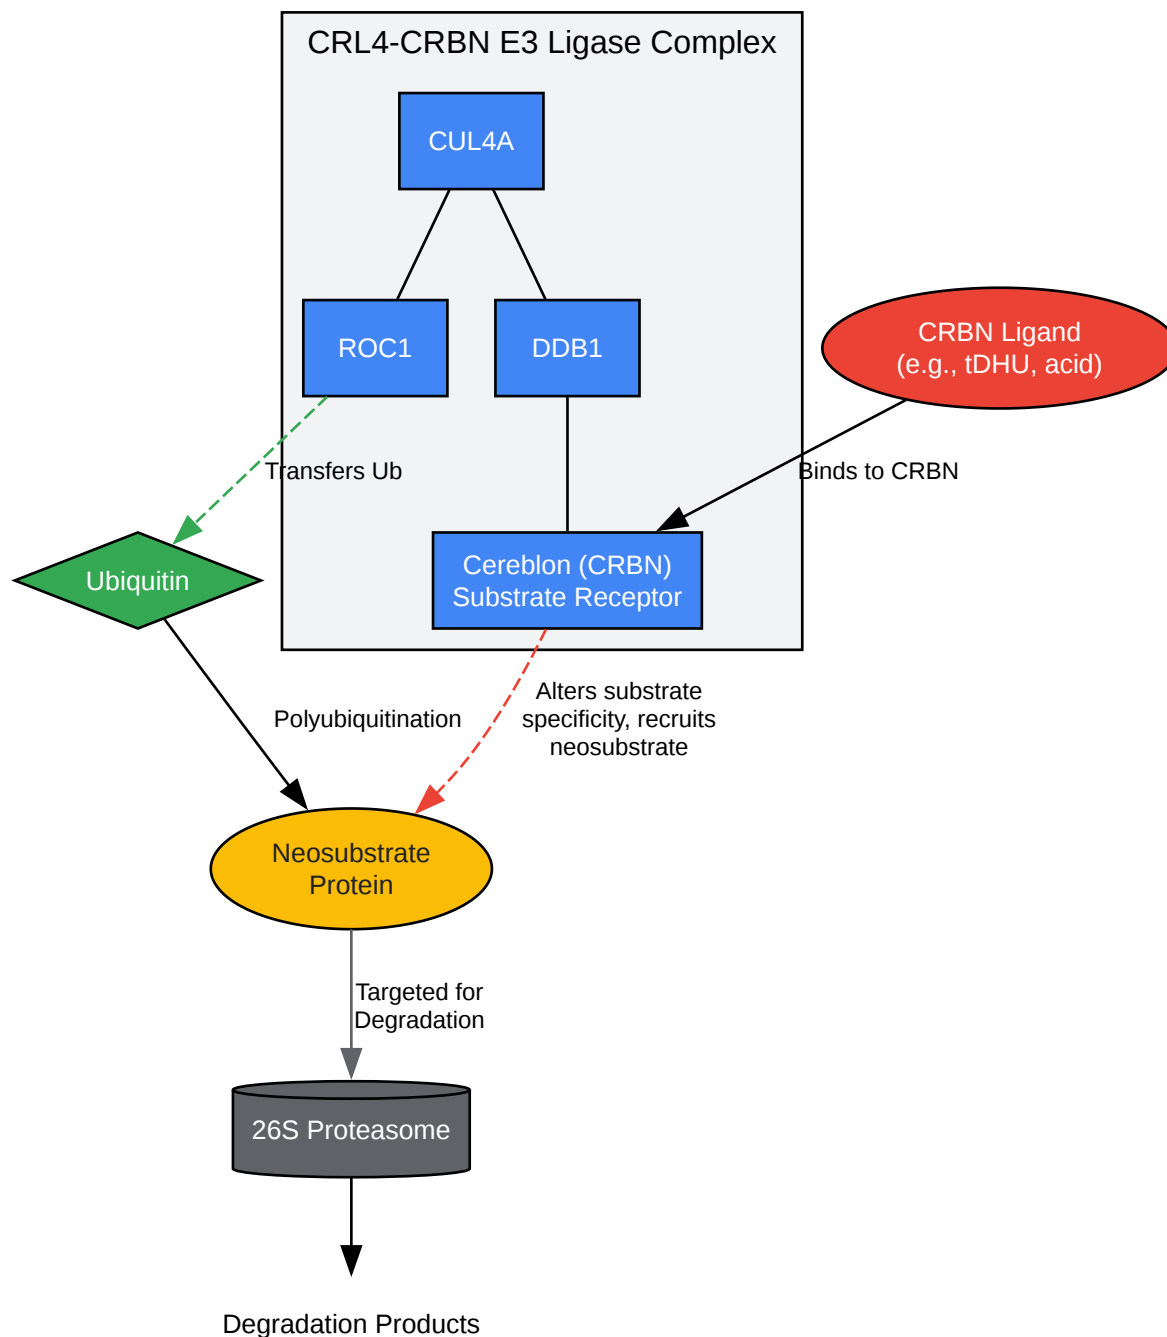 CRL4-CRBN E3 Ligase Complex
CUL4A
ROC1
DDB1
CRBN Ligand
(e.g., tDHU, acid)
Transfers Ub
Binds to CRBN
Ubiquitin
Cereblon (CRBN)
Substrate Receptor
Polyubiquitination
Alters substrate
specificity, recruits
neosubstrate
Neosubstrate
Protein
Targeted for
Degradation
26S Proteasome
Degradation Products